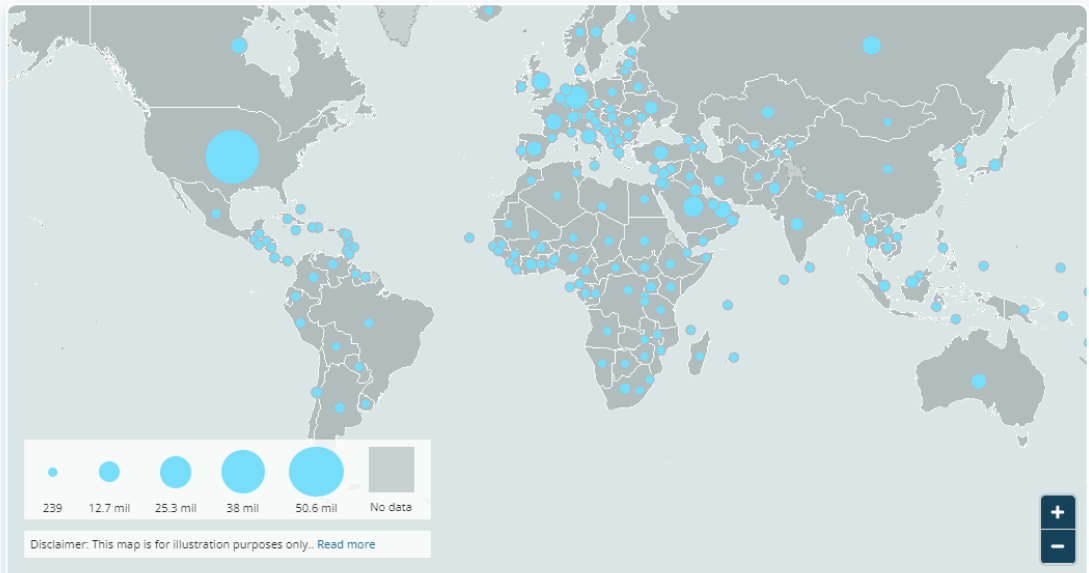 239 12.7 mil 25.3 mil 38 mil 50.6 mil No data
Disclaimer: This map is for illustration purposes only.. Read more
+
−